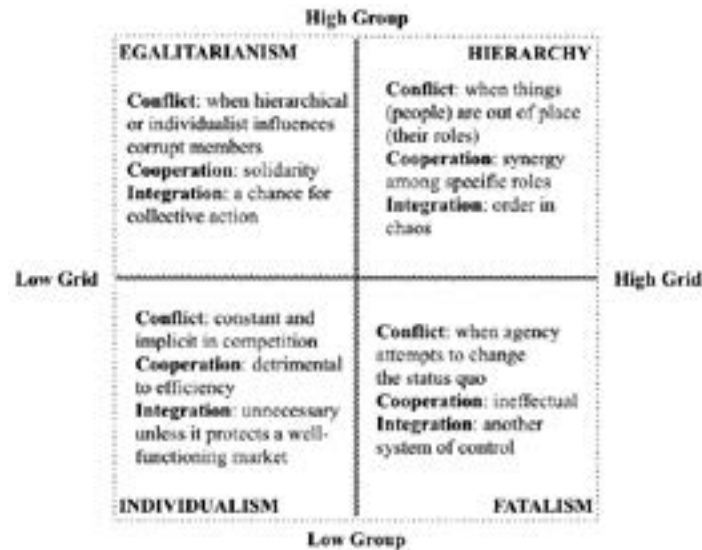 High Group
EGALITARIANISM
Conflict: when hierarchical
or individualist influences
corrupt members
Cooperation: solidarity
Integration: a chance for
collective action
HIERARCHY
Conflict: when things
(people) are out of place
(their roles)
Cooperation: synergy
among specific roles
Integration: order in
chaos
Low Grid
High Grid
Conflict: constant and
implicit in competition
Cooperation: detrimental
to efficiency
Integration: unnecessary
unless it protects a well-
functioning market
INDIVIDUALISM
Conflict: when agency
attempts to change
the status quo
Cooperation: ineffectual
Integration: another
system of control
FATALISM
Low Group